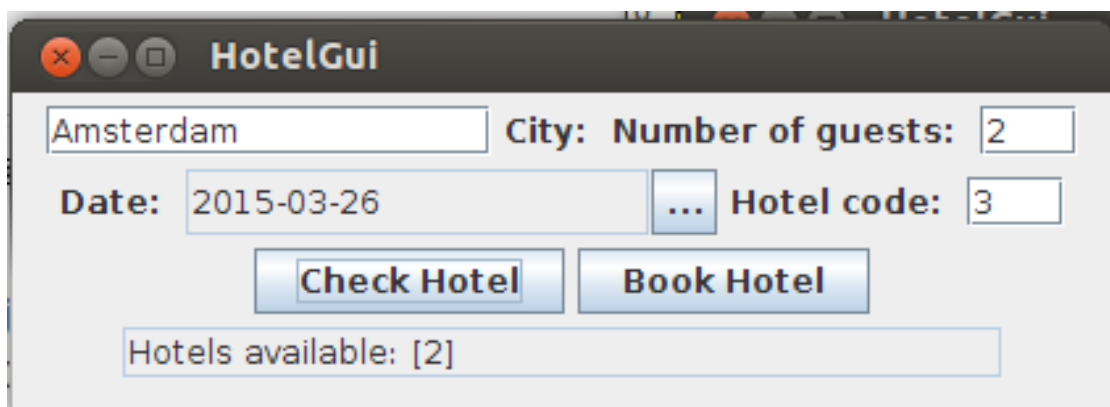 HotelGui
Amsterdam City: Number of guests: 2
Date: 2015-03-26 ... Hotel code: 3
Check Hotel Book Hotel
Hotels available: [2]